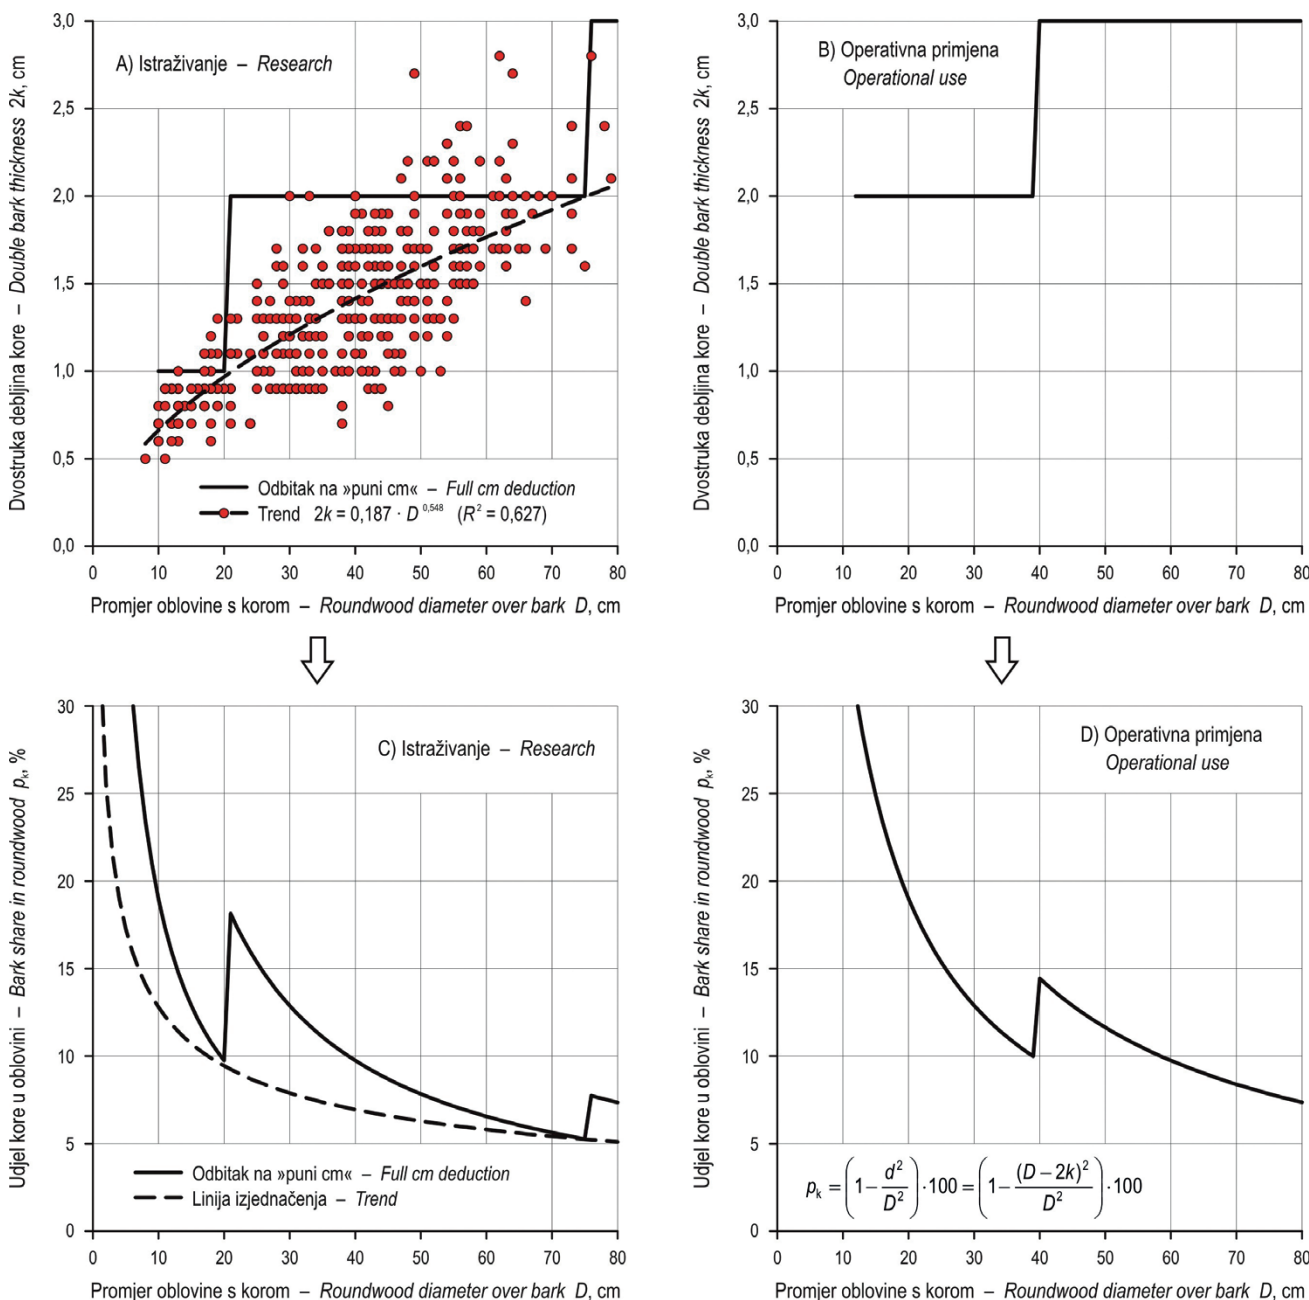 A) Istraživanje – Research
Dvostruka debljina kore – Double bark thickness 2k, cm
3,0
2,5
2,0
1,5
1,0
0,5
0,0
Odbitak na »puni cm« – Full cm deduction
Trend 2k = 0,187 · D^0,548 (R² = 0,627)
0 10 20 30 40 50 60 70 80
Promjer oblovine s korom – Roundwood diameter over bark D, cm
B) Operativna primjena
Operational use
Dvostruka debljina kore – Double bark thickness 2k, cm
3,0
2,5
2,0
1,5
1,0
0,5
0,0
0 10 20 30 40 50 60 70 80
Promjer oblovine s korom – Roundwood diameter over bark D, cm
C) Istraživanje – Research
Udjel kore u oblovini – Bark share in roundwood pₖ, %
30
25
20
15
10
5
0
Odbitak na »puni cm« – Full cm deduction
Linija izjednačenja – Trend
0 10 20 30 40 50 60 70 80
Promjer oblovine s korom – Roundwood diameter over bark D, cm
D) Operativna primjena
Operational use
Udjel kore u oblovini – Bark share in roundwood pₖ, %
30
25
20
15
10
5
0
pₖ = (1 − d²/D²) · 100 = (1 − (D − 2k)²/D²) · 100
0 10 20 30 40 50 60 70 80
Promjer oblovine s korom – Roundwood diameter over bark D, cm